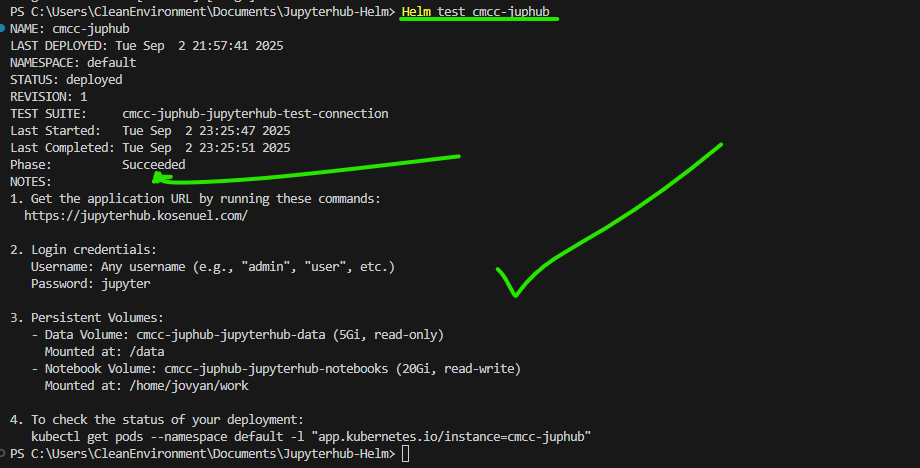 PS C:\Users\CleanEnvironment\Documents\Jupyterhub-Helm> Helm test cmcc-juphub
NAME: cmcc-juphub
LAST DEPLOYED: Tue Sep  2 21:57:41 2025
NAMESPACE: default
STATUS: deployed
REVISION: 1
TEST SUITE:     cmcc-juphub-jupyterhub-test-connection
Last Started:   Tue Sep  2 23:25:47 2025
Last Completed: Tue Sep  2 23:25:51 2025
Phase:          Succeeded
NOTES:
1. Get the application URL by running these commands:
  https://jupyterhub.kosenuel.com/
2. Login credentials:
   Username: Any username (e.g., "admin", "user", etc.)
   Password: jupyter
3. Persistent Volumes:
   - Data Volume: cmcc-juphub-jupyterhub-data (5Gi, read-only)
     Mounted at: /data
   - Notebook Volume: cmcc-juphub-jupyterhub-notebooks (20Gi, read-write)
     Mounted at: /home/jovyan/work
4. To check the status of your deployment:
   kubectl get pods --namespace default -l "app.kubernetes.io/instance=cmcc-juphub"
PS C:\Users\CleanEnvironment\Documents\Jupyterhub-Helm>